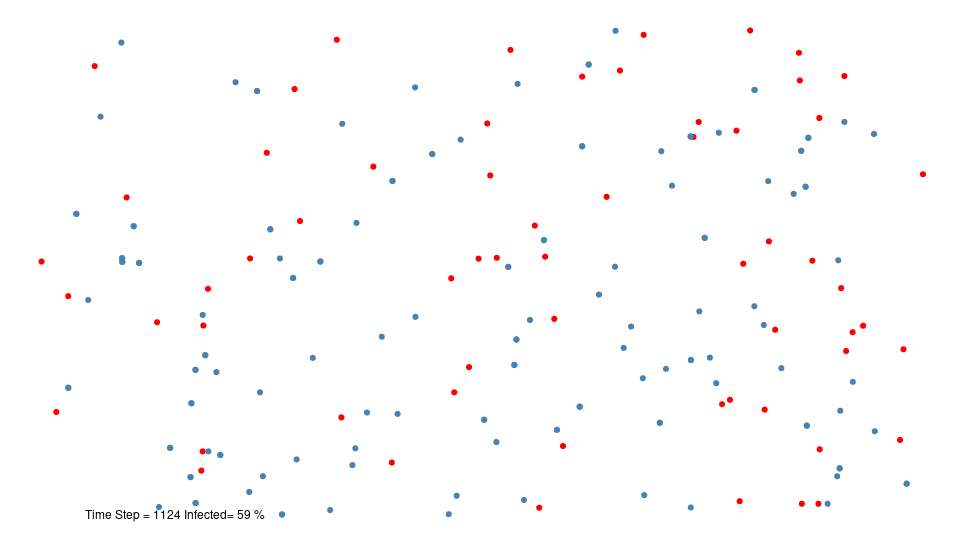 Time Step = 1124 Infected= 59 %